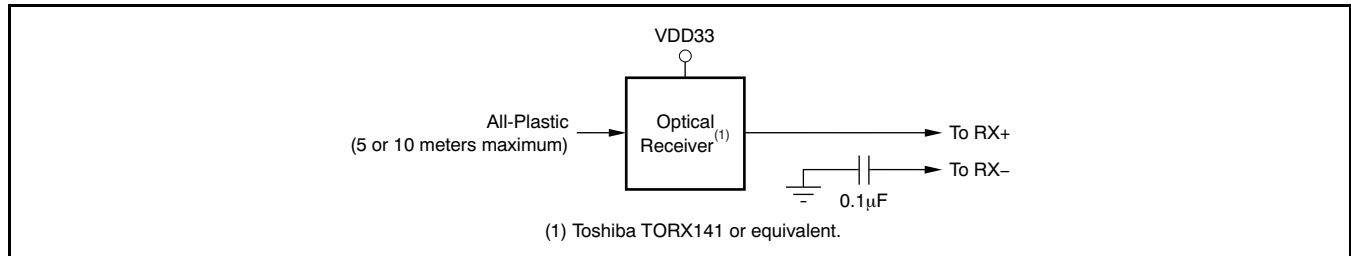 VDD33
All-Plastic
(5 or 10 meters maximum)
Optical
Receiver(1)
To RX+
To RX−
0.1μF
(1) Toshiba TORX141 or equivalent.